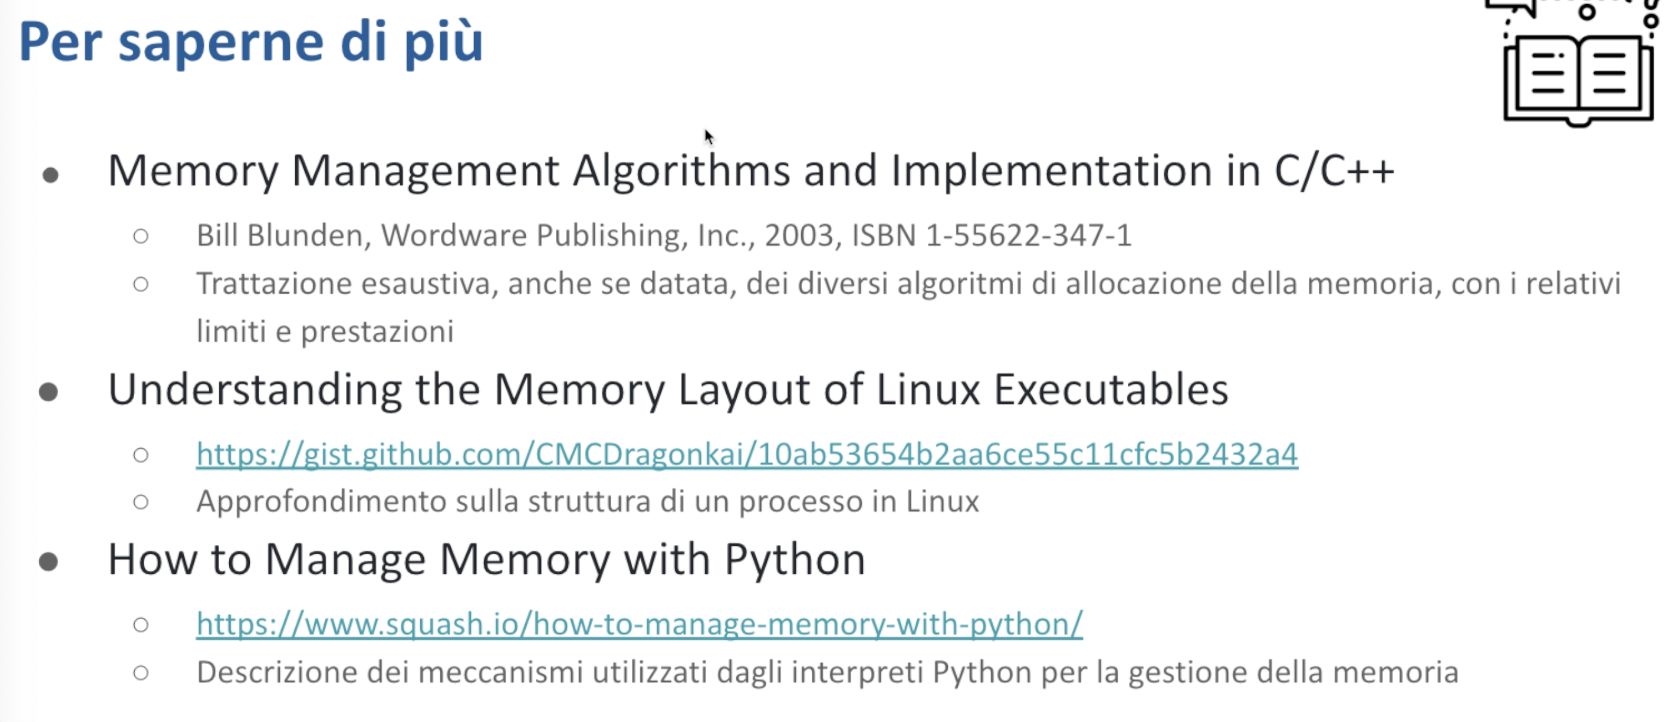 Per saperne di più
● Memory Management Algorithms and Implementation in C/C++
○ Bill Blunden, Wordware Publishing, Inc., 2003, ISBN 1-55622-347-1
○ Trattazione esaustiva, anche se datata, dei diversi algoritmi di allocazione della memoria, con i relativi
limiti e prestazioni
● Understanding the Memory Layout of Linux Executables
○ https://gist.github.com/CMCDragonkai/10ab53654b2aa6ce55c11cfc5b2432a4
○ Approfondimento sulla struttura di un processo in Linux
● How to Manage Memory with Python
○ https://www.squash.io/how-to-manage-memory-with-python/
○ Descrizione dei meccanismi utilizzati dagli interpreti Python per la gestione della memoria